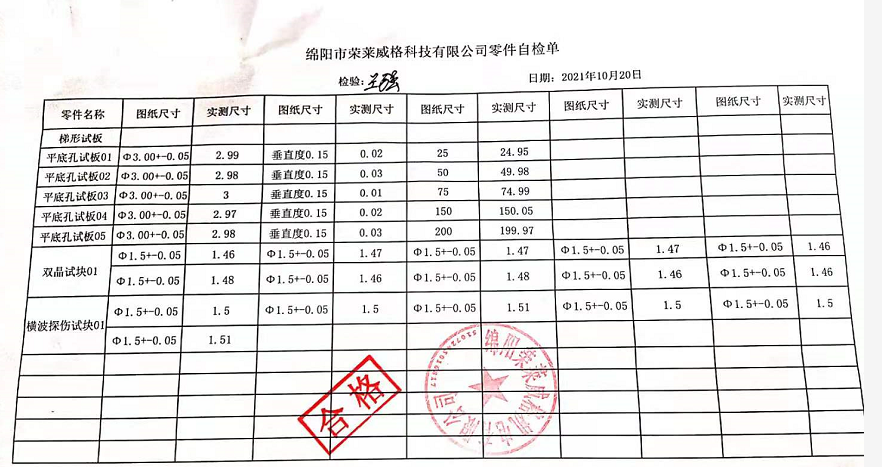 绵阳市荣莱威格科技有限公司零件自检单
检验: 日期: 2021年10月20日
零件名称 图纸尺寸 实测尺寸 图纸尺寸 实测尺寸 图纸尺寸 实测尺寸 图纸尺寸 实测尺寸 图纸尺寸 实测尺寸
梯形试板
平底孔试板01 Φ3.00+-0.05 2.99 垂直度0.15 0.02 25 24.95
平底孔试板02 Φ3.00+-0.05 2.98 垂直度0.15 0.03 50 49.98
平底孔试板03 Φ3.00+-0.05 3 垂直度0.15 0.01 75 74.99
平底孔试板04 Φ3.00+-0.05 2.97 垂直度0.15 0.02 150 150.05
平底孔试板05 Φ3.00+-0.05 2.98 垂直度0.15 0.03 200 199.97
双晶试块01 Φ1.5+-0.05 1.46 Φ1.5+-0.05 1.47 Φ1.5+-0.05 1.47 Φ1.5+-0.05 1.47 Φ1.5+-0.05 1.46
Φ1.5+-0.05 1.48 Φ1.5+-0.05 1.46 Φ1.5+-0.05 1.48 Φ1.5+-0.05 1.46 Φ1.5+-0.05 1.46
横波探伤试块01 Φ1.5+-0.05 1.5 Φ1.5+-0.05 1.5 Φ1.5+-0.05 1.51 Φ1.5+-0.05 1.5 Φ1.5+-0.05 1.5
Φ1.5+-0.05 1.51
合格